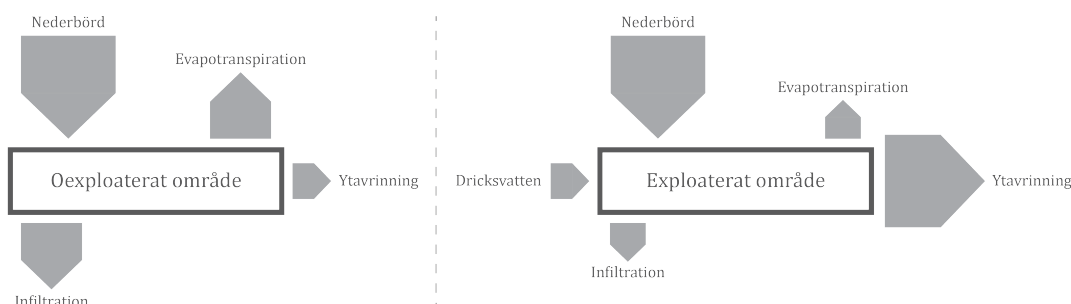 Nederbörd
Evapotranspiration
Oexploaterat område
Ytavrinning
Infiltration
Nederbörd
Evapotranspiration
Dricksvatten
Exploaterat område
Ytavrinning
Infiltration